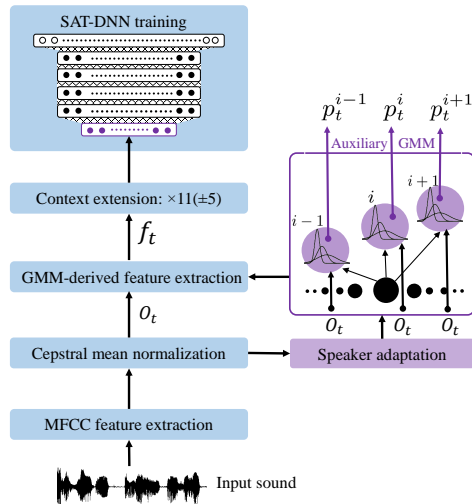 SAT-DNN training
p_t^{i-1} p_t^i p_t^{i+1}
Auxiliary GMM
i − 1 i i + 1
Context extension: ×11(±5)
f_t
GMM-derived feature extraction
o_t o_t o_t
O_t
Cepstral mean normalization
Speaker adaptation
MFCC feature extraction
Input sound